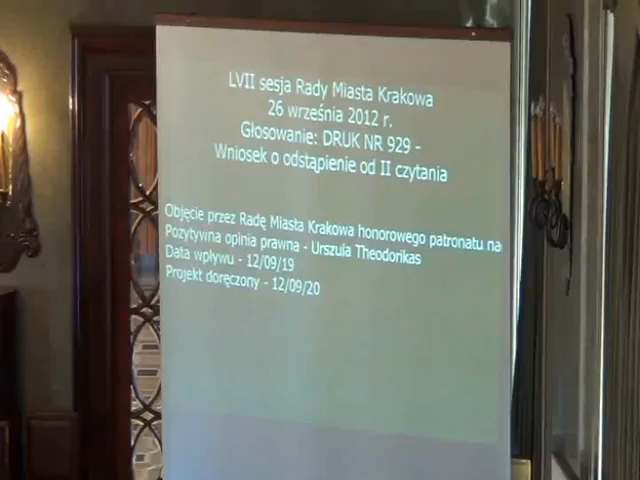 LVII sesja Rady Miasta Krakowa
26 września 2012 r.
Głosowanie: DRUK NR 929 -
Wniosek o odstąpienie od II czytania
Objęcie przez Radę Miasta Krakowa honorowego patronatu na
Pozytywna opinia prawna - Urszula Theodorikas
Data wpływu - 12/09/19
Projekt doręczony - 12/09/20